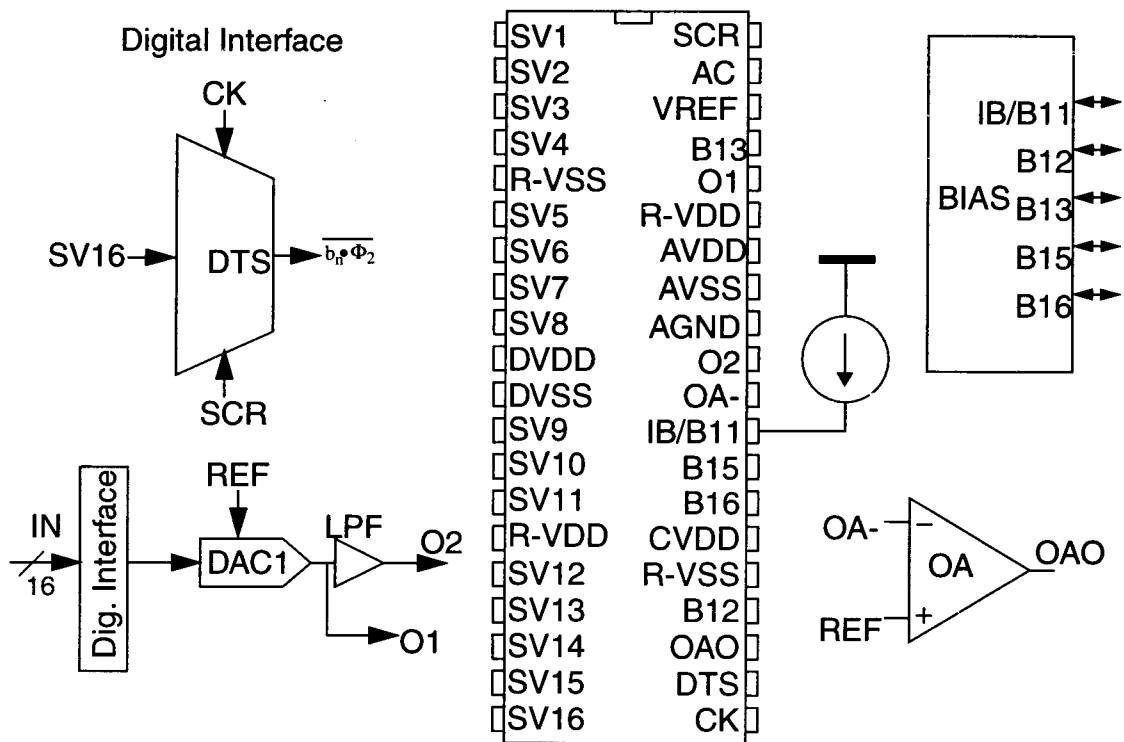 Digital Interface
CK
SV16
DTS
b_n•Φ_2
SCR
IN
16
Dig. Interface
REF
DAC1
LPF
O2
O1
SV1
SV2
SV3
SV4
R-VSS
SV5
SV6
SV7
SV8
DVDD
DVSS
SV9
SV10
SV11
R-VDD
SV12
SV13
SV14
SV15
SV16
SCR
AC
VREF
B13
O1
R-VDD
AVDD
AVSS
AGND
O2
OA-
IB/B11
B15
B16
CVDD
R-VSS
B12
OAO
DTS
CK
BIAS
IB/B11
B12
B13
B15
B16
OA-
−
OA
OAO
REF
+